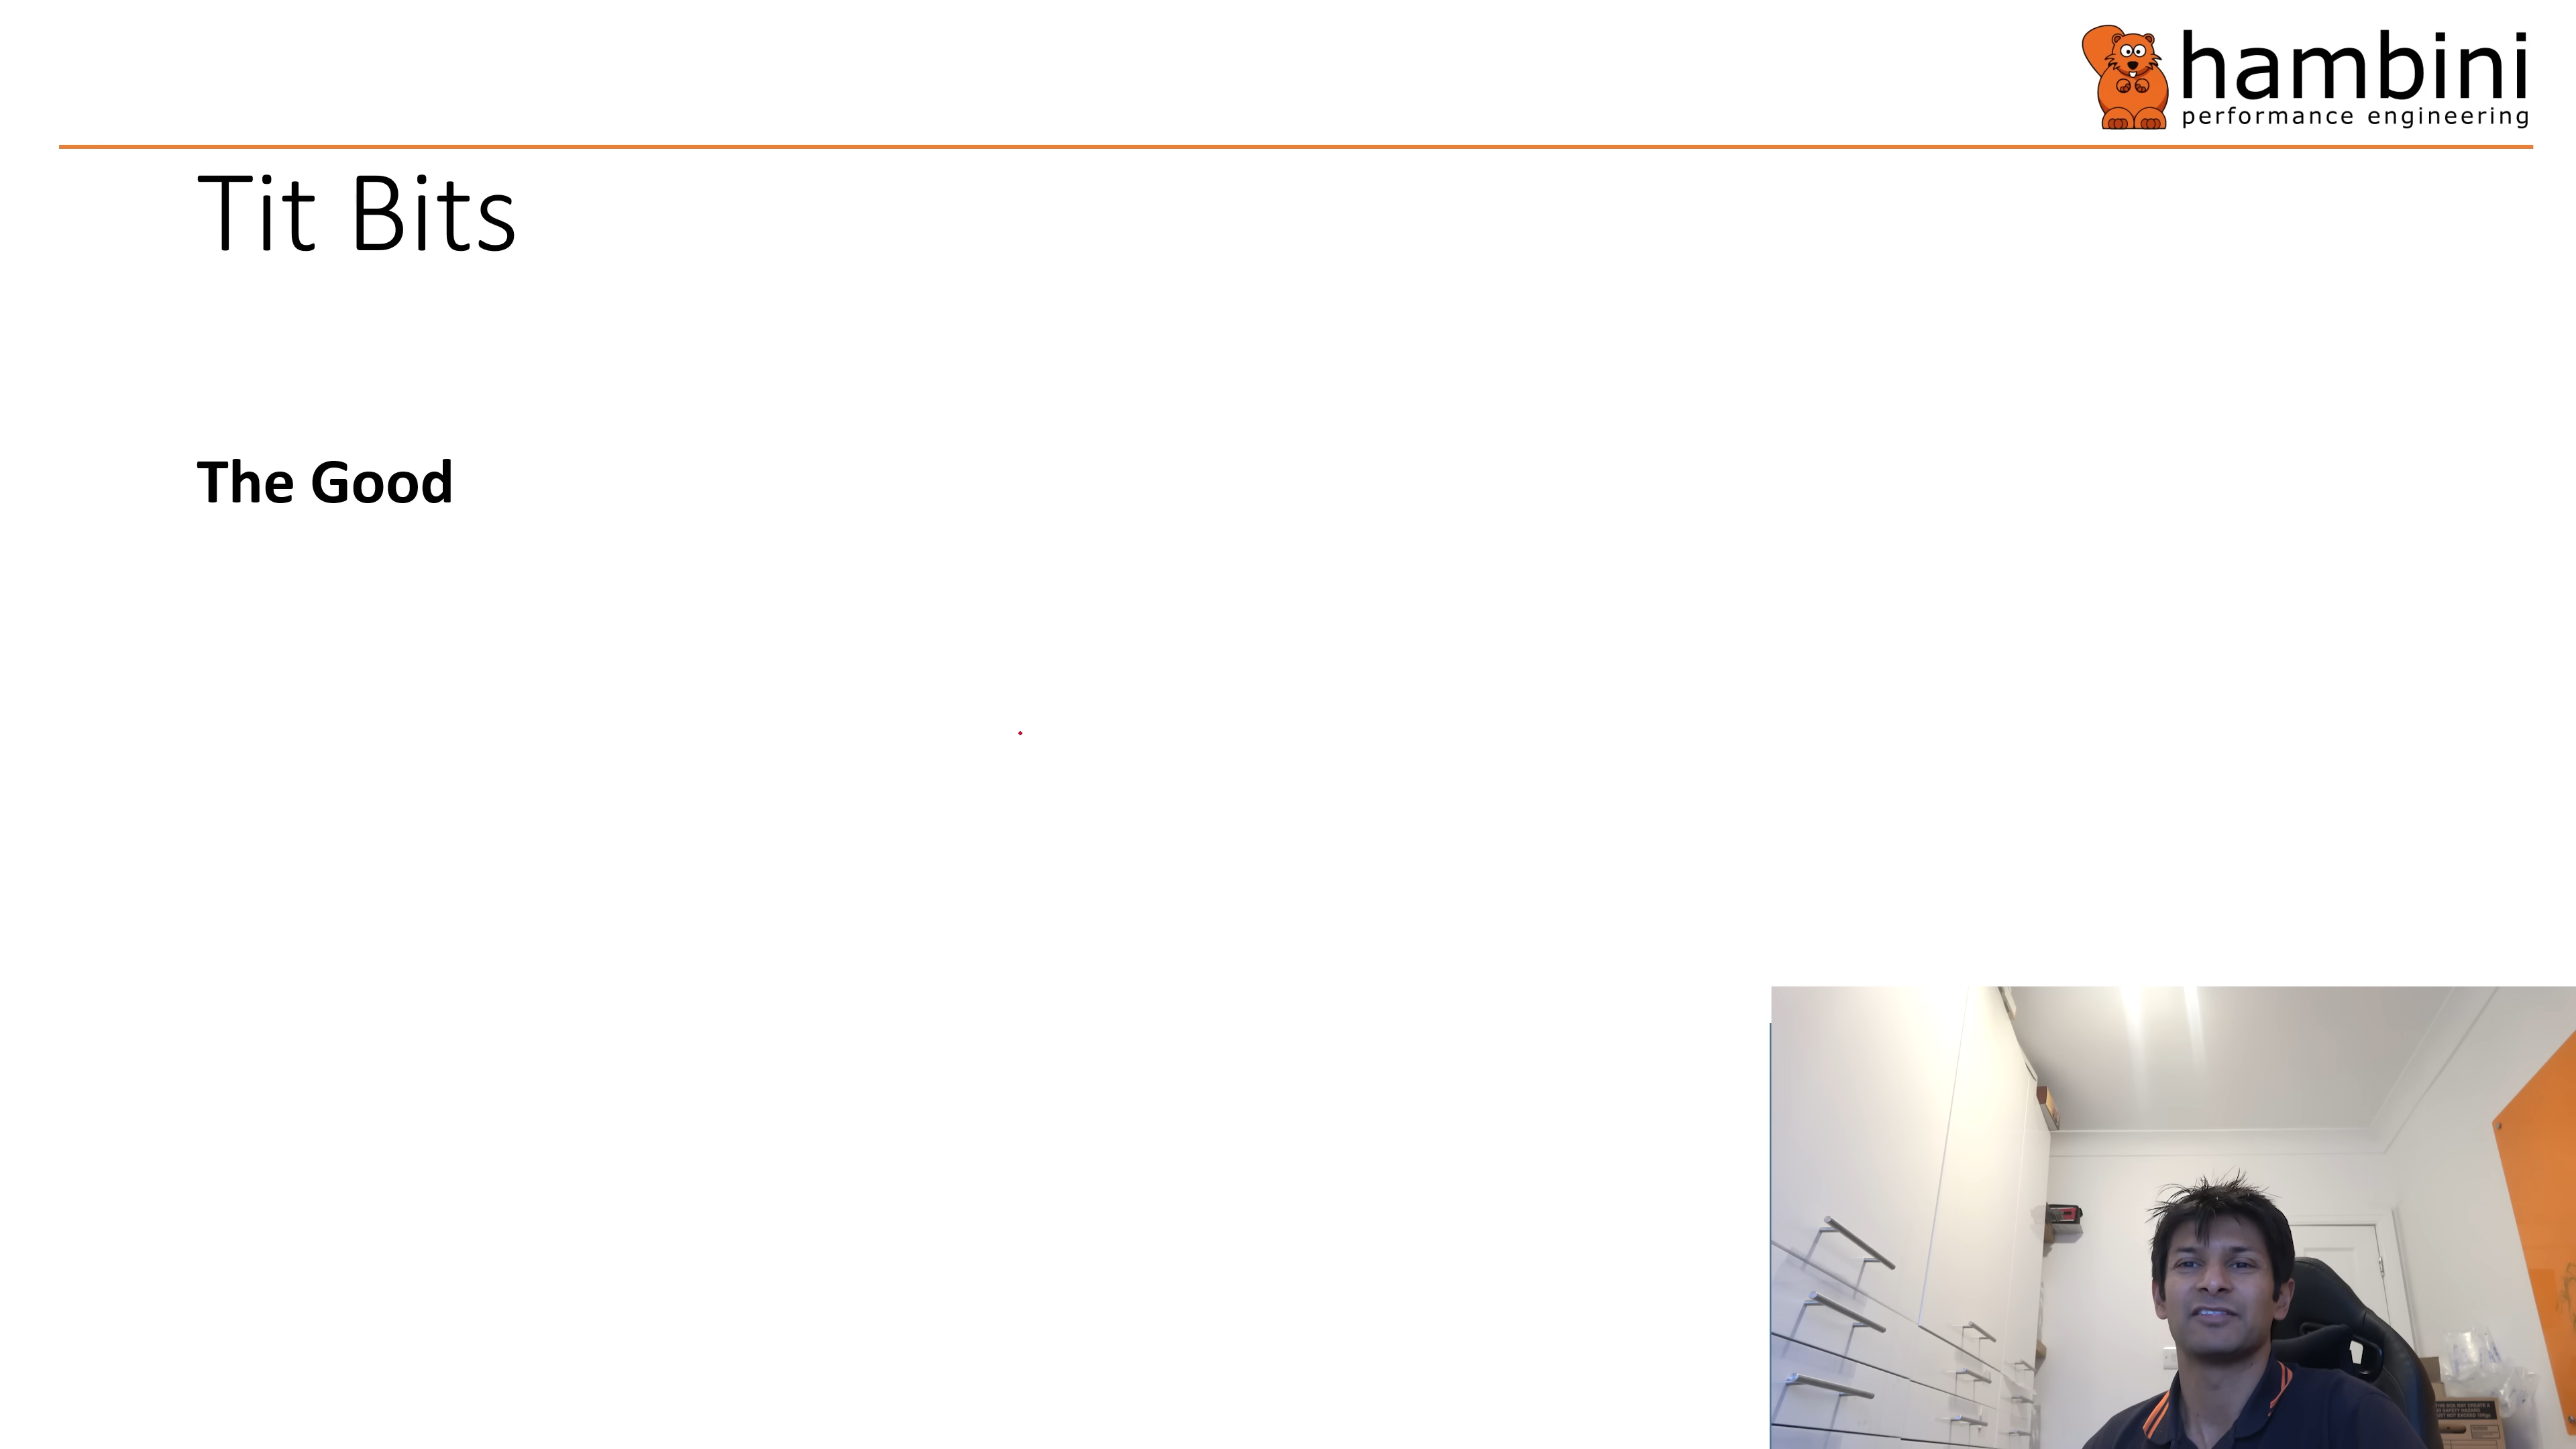 hambini
performance engineering
Tit Bits
The Good